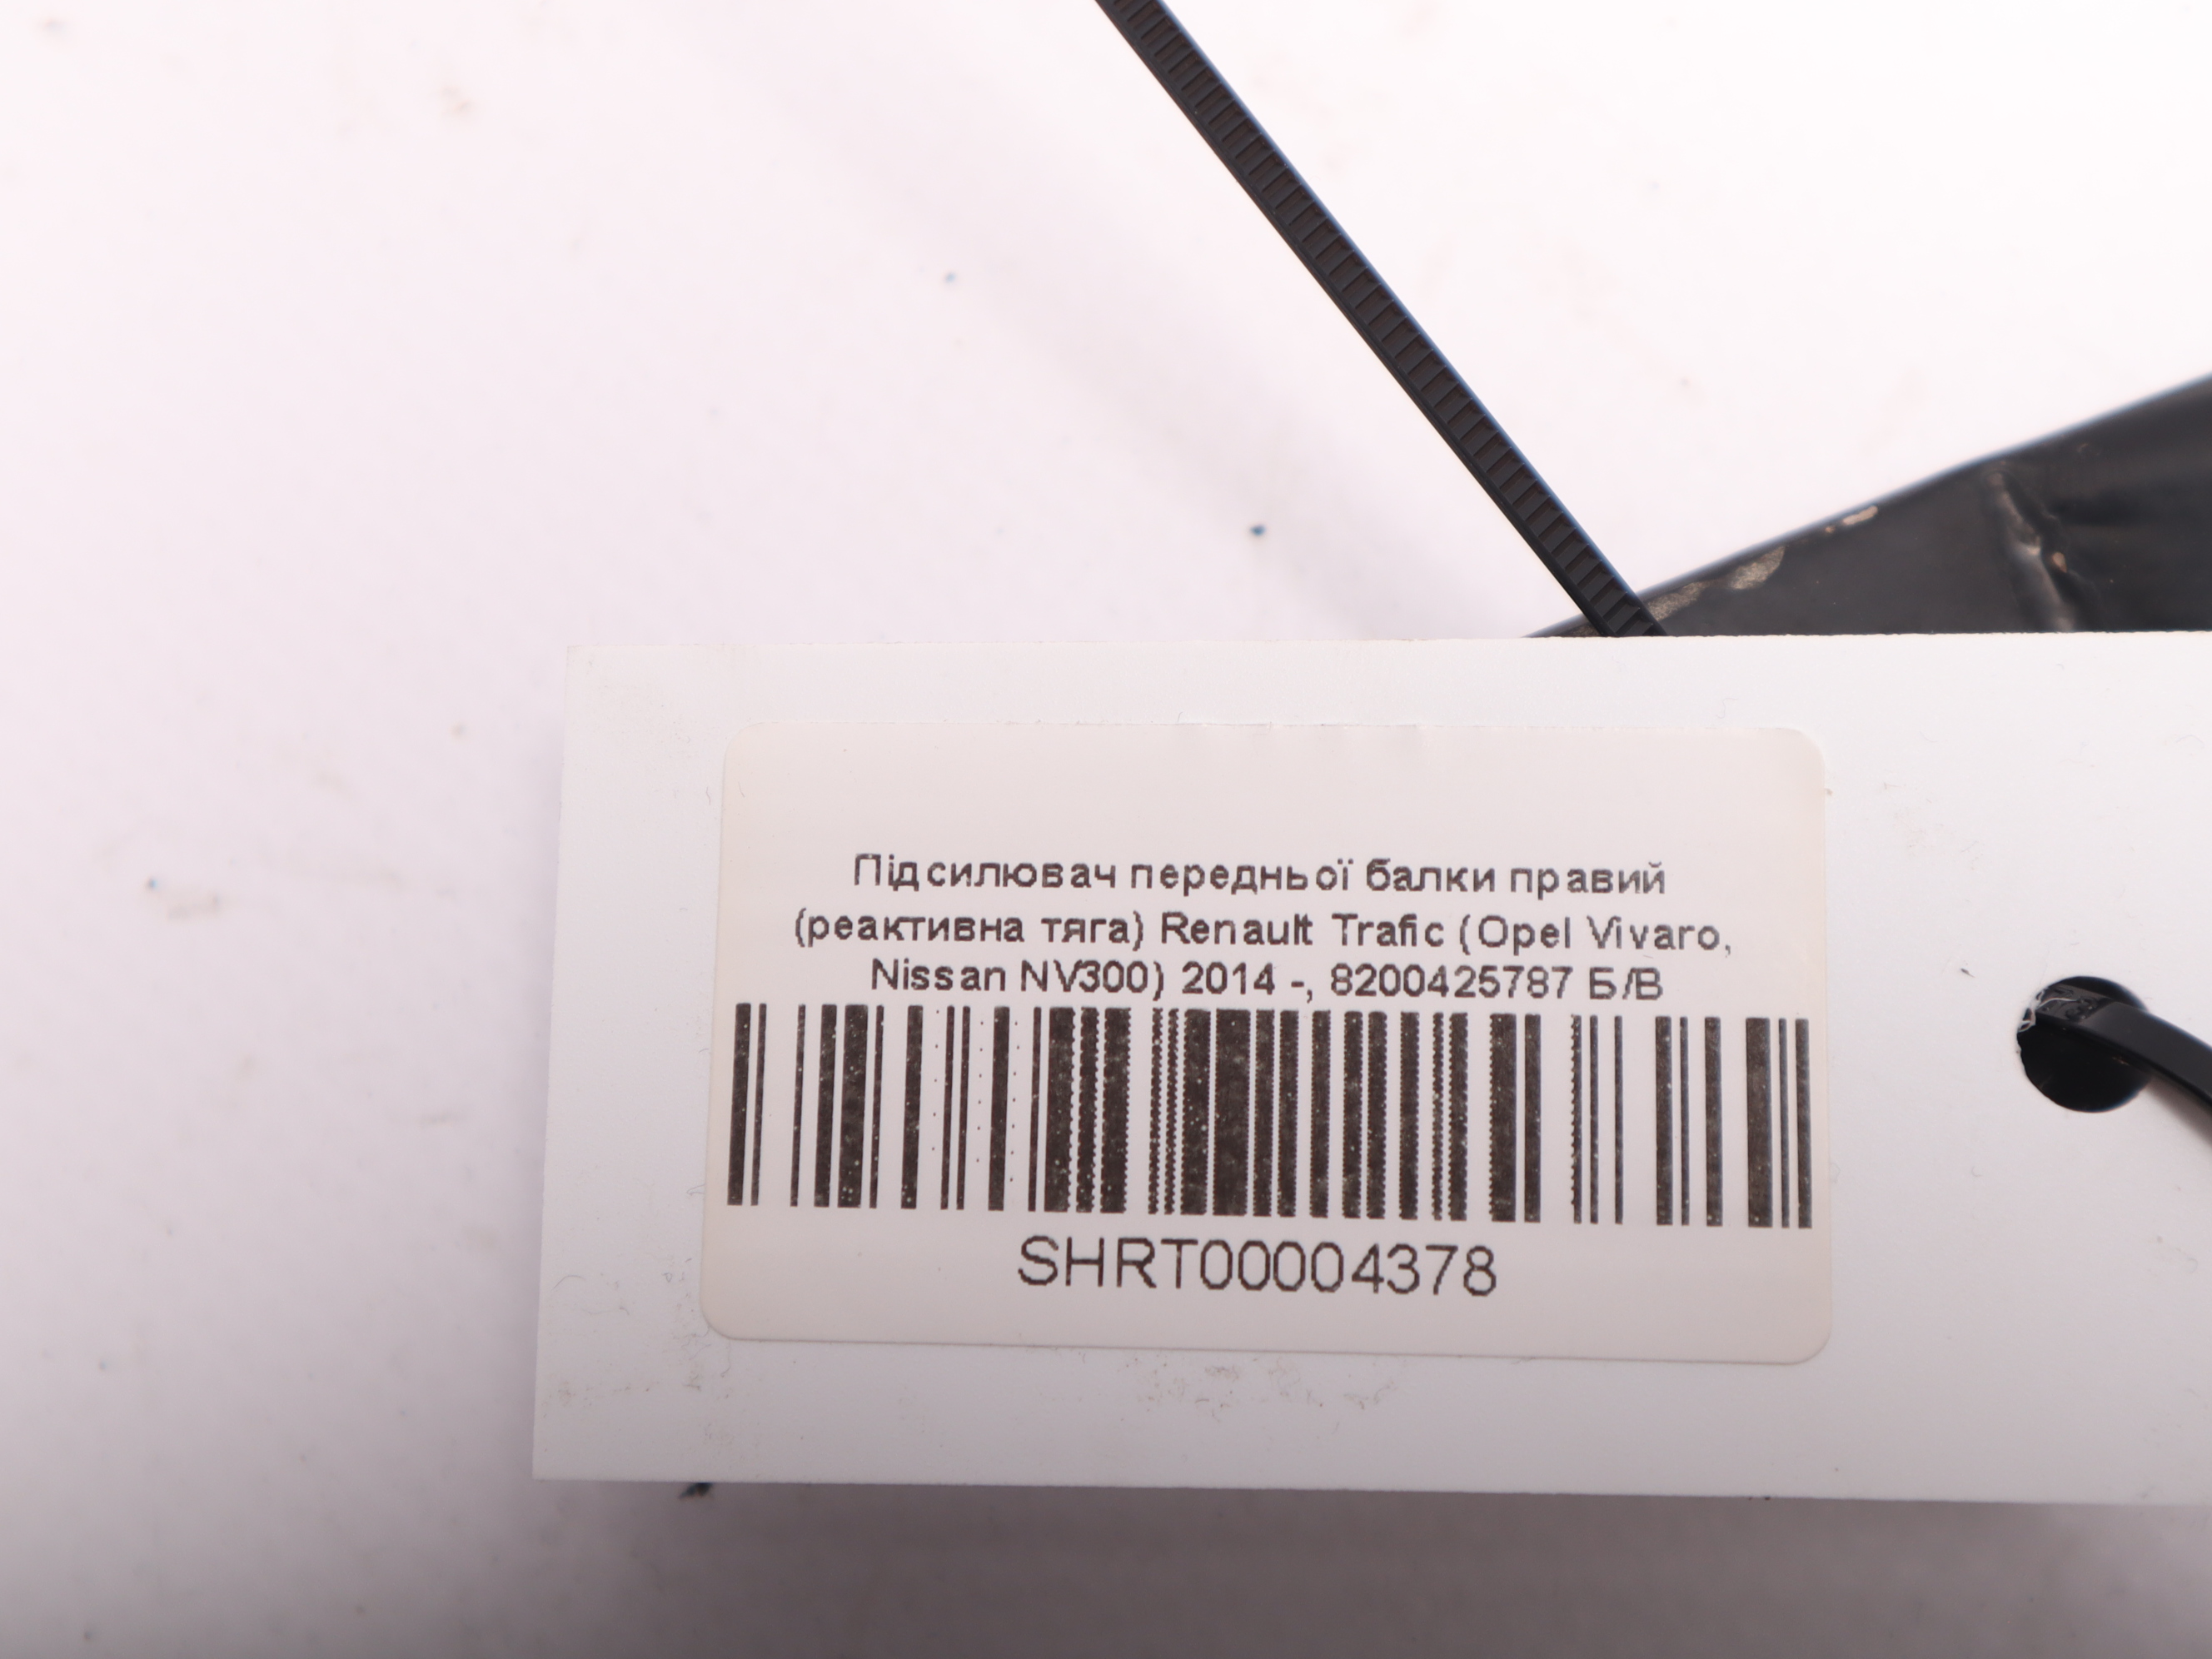 Підсилювач передньої балки правий
(реактивна тяга) Renault Trafic (Opel Vivaro,
Nissan NV300) 2014 -, 8200425787 Б/В
SHRT00004378